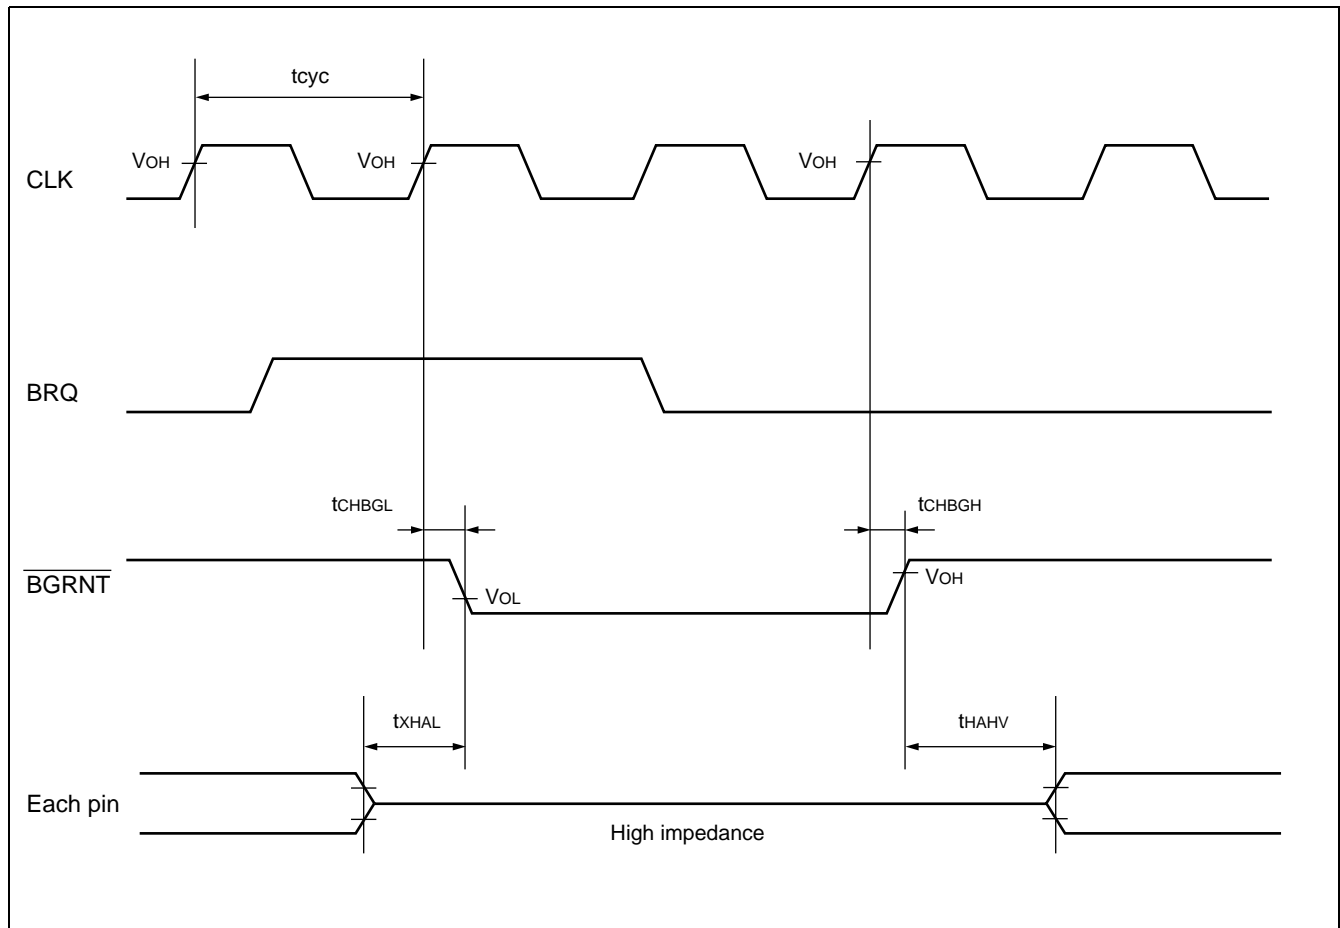 tcyc
VOH
VOH
VOH
CLK
BRQ
tCHBGL
tCHBGH
BGRNT
VOL
VOH
tXHAL
tHAHV
Each pin
High impedance